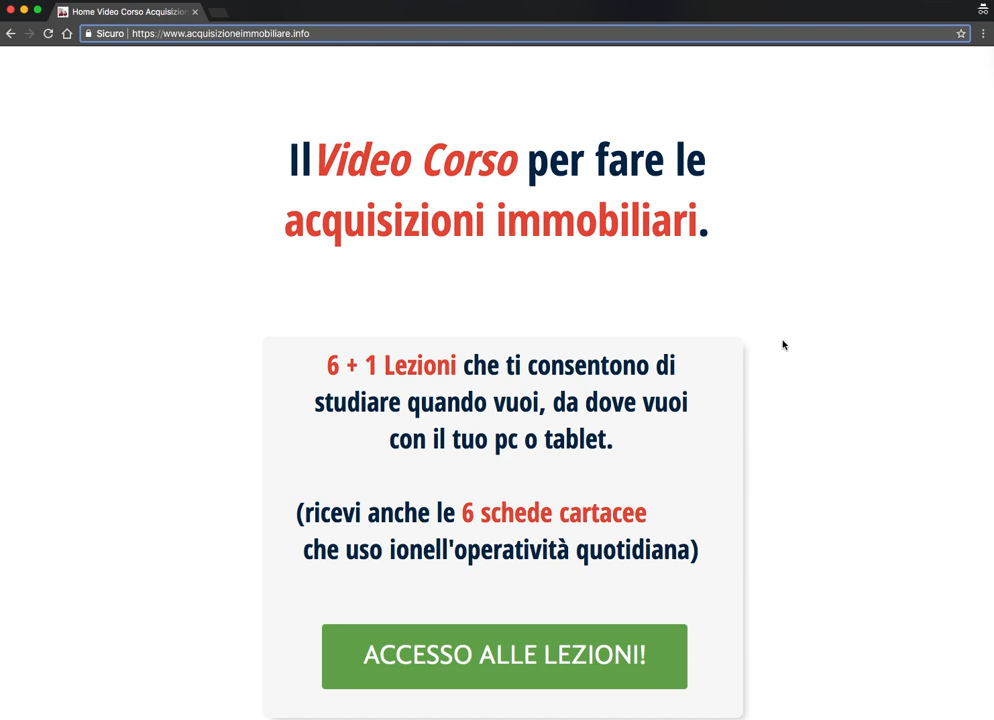 Home Video Corso Acquisizion
Sicuro | https://www.acquisizioneimmobiliare.info
Il Video Corso per fare le
acquisizioni immobiliari.
6 + 1 Lezioni che ti consentono di
studiare quando vuoi, da dove vuoi
con il tuo pc o tablet.
(ricevi anche le 6 schede cartacee
che uso ionell'operatività quotidiana)
ACCESSO ALLE LEZIONI!